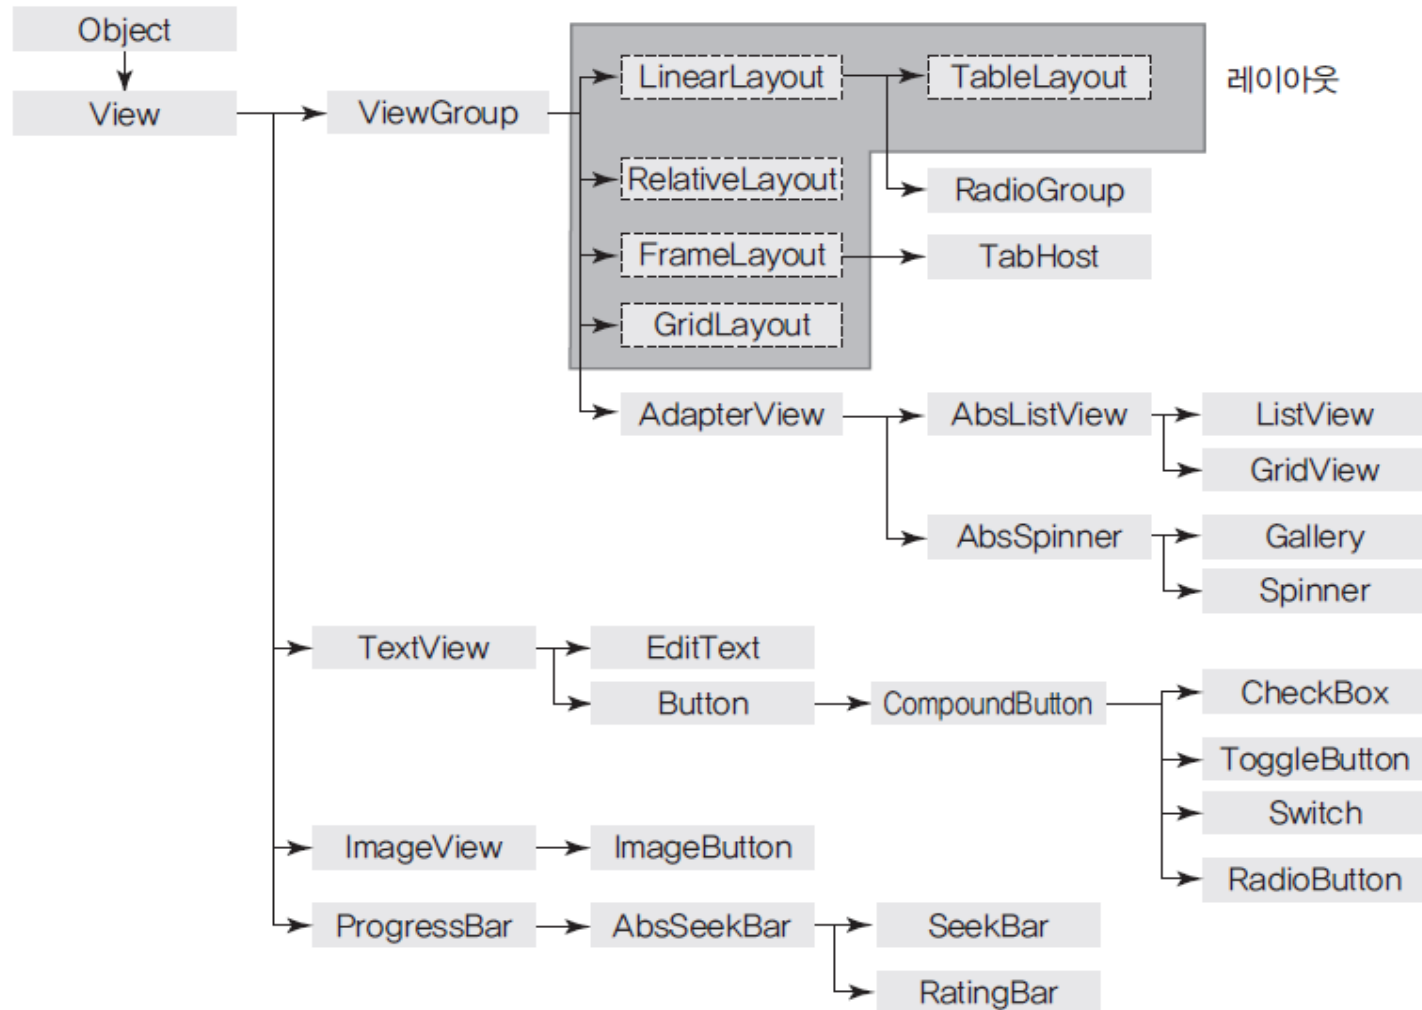 Object
View
ViewGroup
LinearLayout
TableLayout
레이아웃
RelativeLayout
RadioGroup
FrameLayout
TabHost
GridLayout
AdapterView
AbsListView
ListView
GridView
AbsSpinner
Gallery
Spinner
TextView
EditText
Button
CompoundButton
CheckBox
ToggleButton
Switch
RadioButton
ImageView
ImageButton
ProgressBar
AbsSeekBar
SeekBar
RatingBar